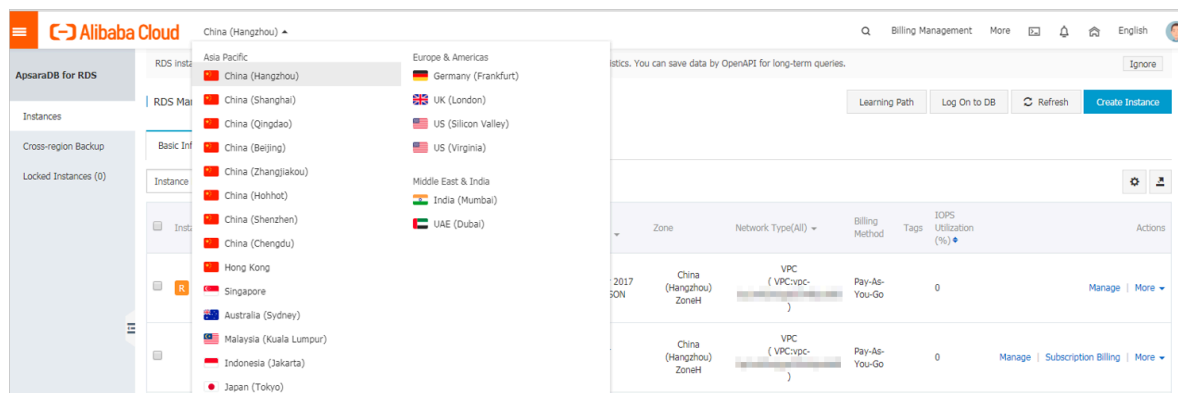 Alibaba Cloud
China (Hangzhou)
Billing Management
More
English
ApsaraDB for RDS
Instances
Cross-region Backup
Locked Instances (0)
RDS insta
istics. You can save data by OpenAPI for long-term queries.
Ignore
RDS Mar
Learning Path
Log On to DB
Refresh
Create Instance
Basic Inf
Instance
Asia Pacific
China (Hangzhou)
China (Shanghai)
China (Qingdao)
China (Beijing)
China (Zhangjiakou)
China (Hohhot)
China (Shenzhen)
China (Chengdu)
Hong Kong
Singapore
Australia (Sydney)
Malaysia (Kuala Lumpur)
Indonesia (Jakarta)
Japan (Tokyo)
Europe & Americas
Germany (Frankfurt)
UK (London)
US (Silicon Valley)
US (Virginia)
Middle East & India
India (Mumbai)
UAE (Dubai)
Insta
Zone
Network Type(All)
Billing
Method
Tags
IOPS
Utilization
(%)
Actions
R
2017
SON
China
(Hangzhou)
ZoneH
VPC
( VPC:vpc-
)
Pay-As-
You-Go
0
Manage | More
China
(Hangzhou)
ZoneH
VPC
( VPC:vpc-
)
Pay-As-
You-Go
0
Manage | Subscription Billing | More